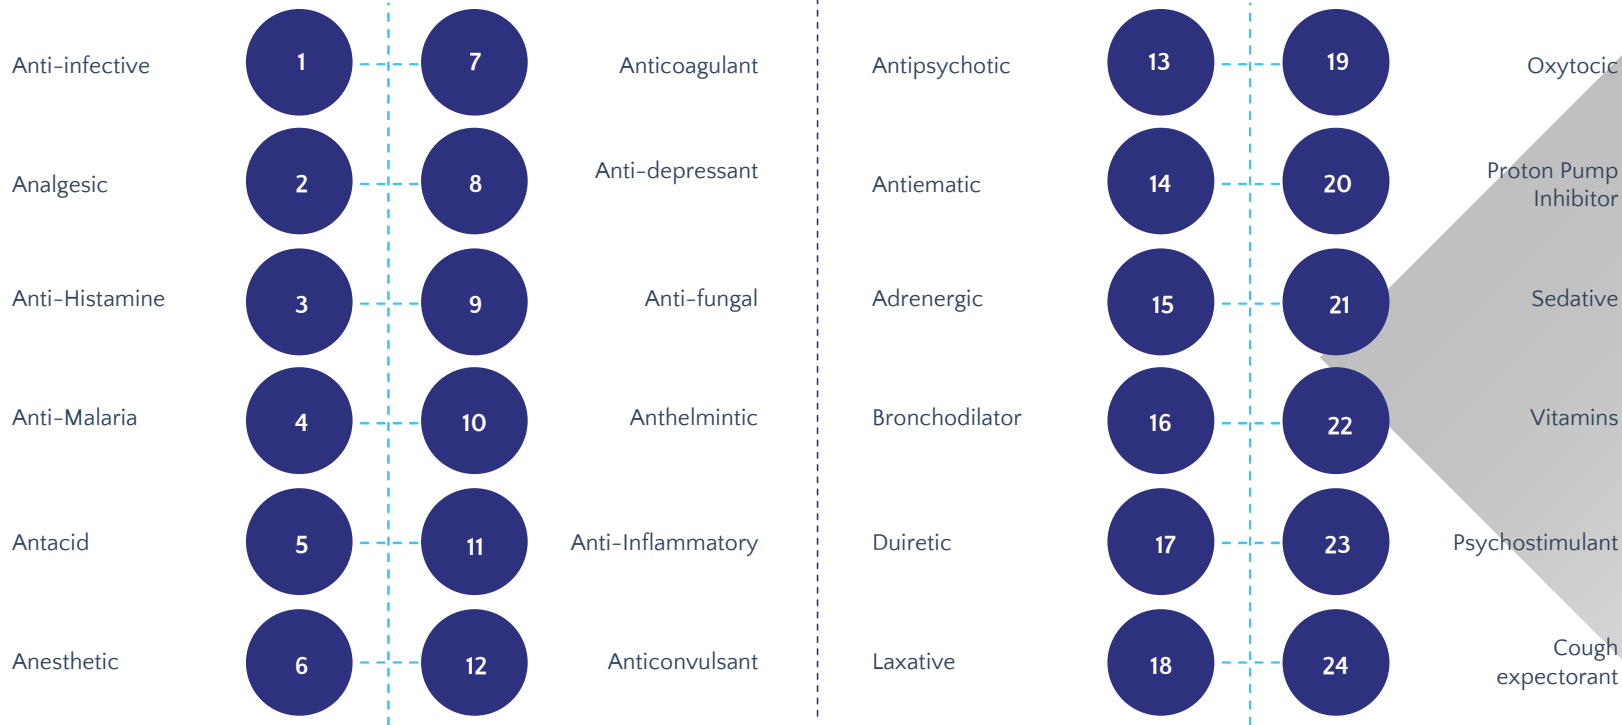 Anti-infective 1 7 Anticoagulant
Analgesic 2 8 Anti-depressant
Anti-Histamine 3 9 Anti-fungal
Anti-Malaria 4 10 Anthelmintic
Antacid 5 11 Anti-Inflammatory
Anesthetic 6 12 Anticonvulsant
Antipsychotic 13 19 Oxytocic
Antiematic 14 20 Proton Pump
Inhibitor
Adrenergic 15 21 Sedative
Bronchodilator 16 22 Vitamins
Duiretic 17 23 Psychostimulant
Laxative 18 24 Cough
expectorant